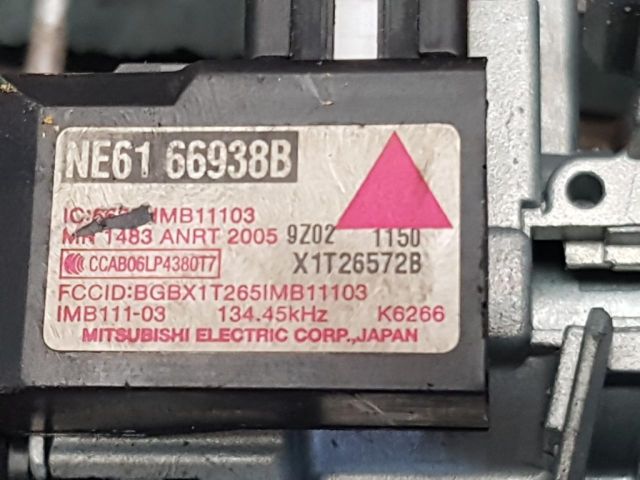 NE61 66938B
IMB11103
MN 1483 ANRT 2005 9Z02 1150
CCAB06LP4380T7 X1T26572B
FCCID:BGBX1T265IMB11103
IMB111-03 134.45kHz K6266
MITSUBISHI ELECTRIC CORP.,JAPAN